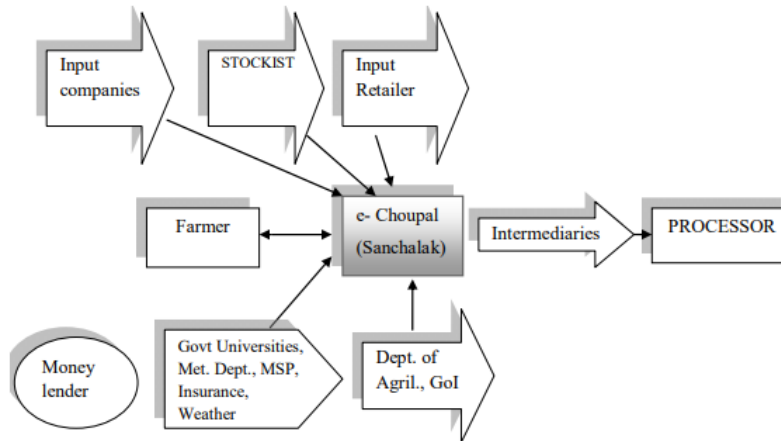 Input
companies
STOCKIST
Input
Retailer
Farmer
e- Choupal
(Sanchalak)
Intermediaries
PROCESSOR
Money
lender
Govt Universities,
Met. Dept., MSP,
Insurance,
Weather
Dept. of
Agril., GoI